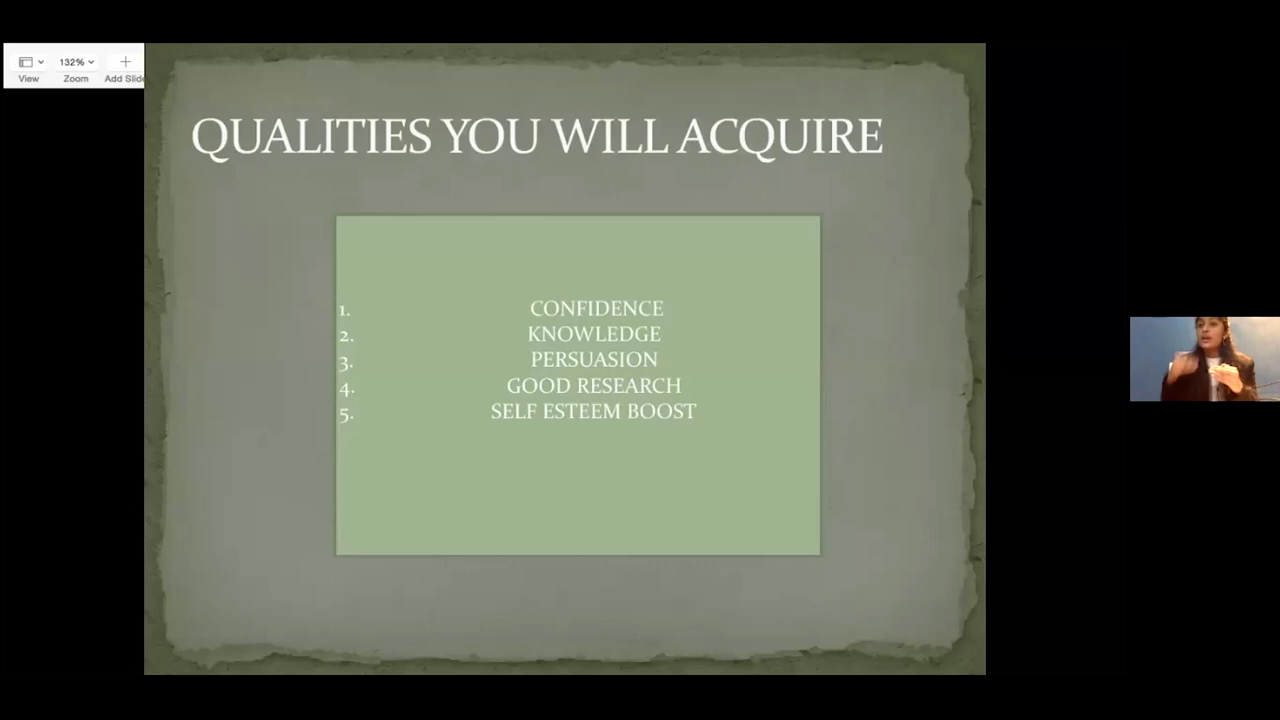 132%
View Zoom Add Slide
QUALITIES YOU WILL ACQUIRE
1. CONFIDENCE
2. KNOWLEDGE
3. PERSUASION
4. GOOD RESEARCH
5. SELF ESTEEM BOOST